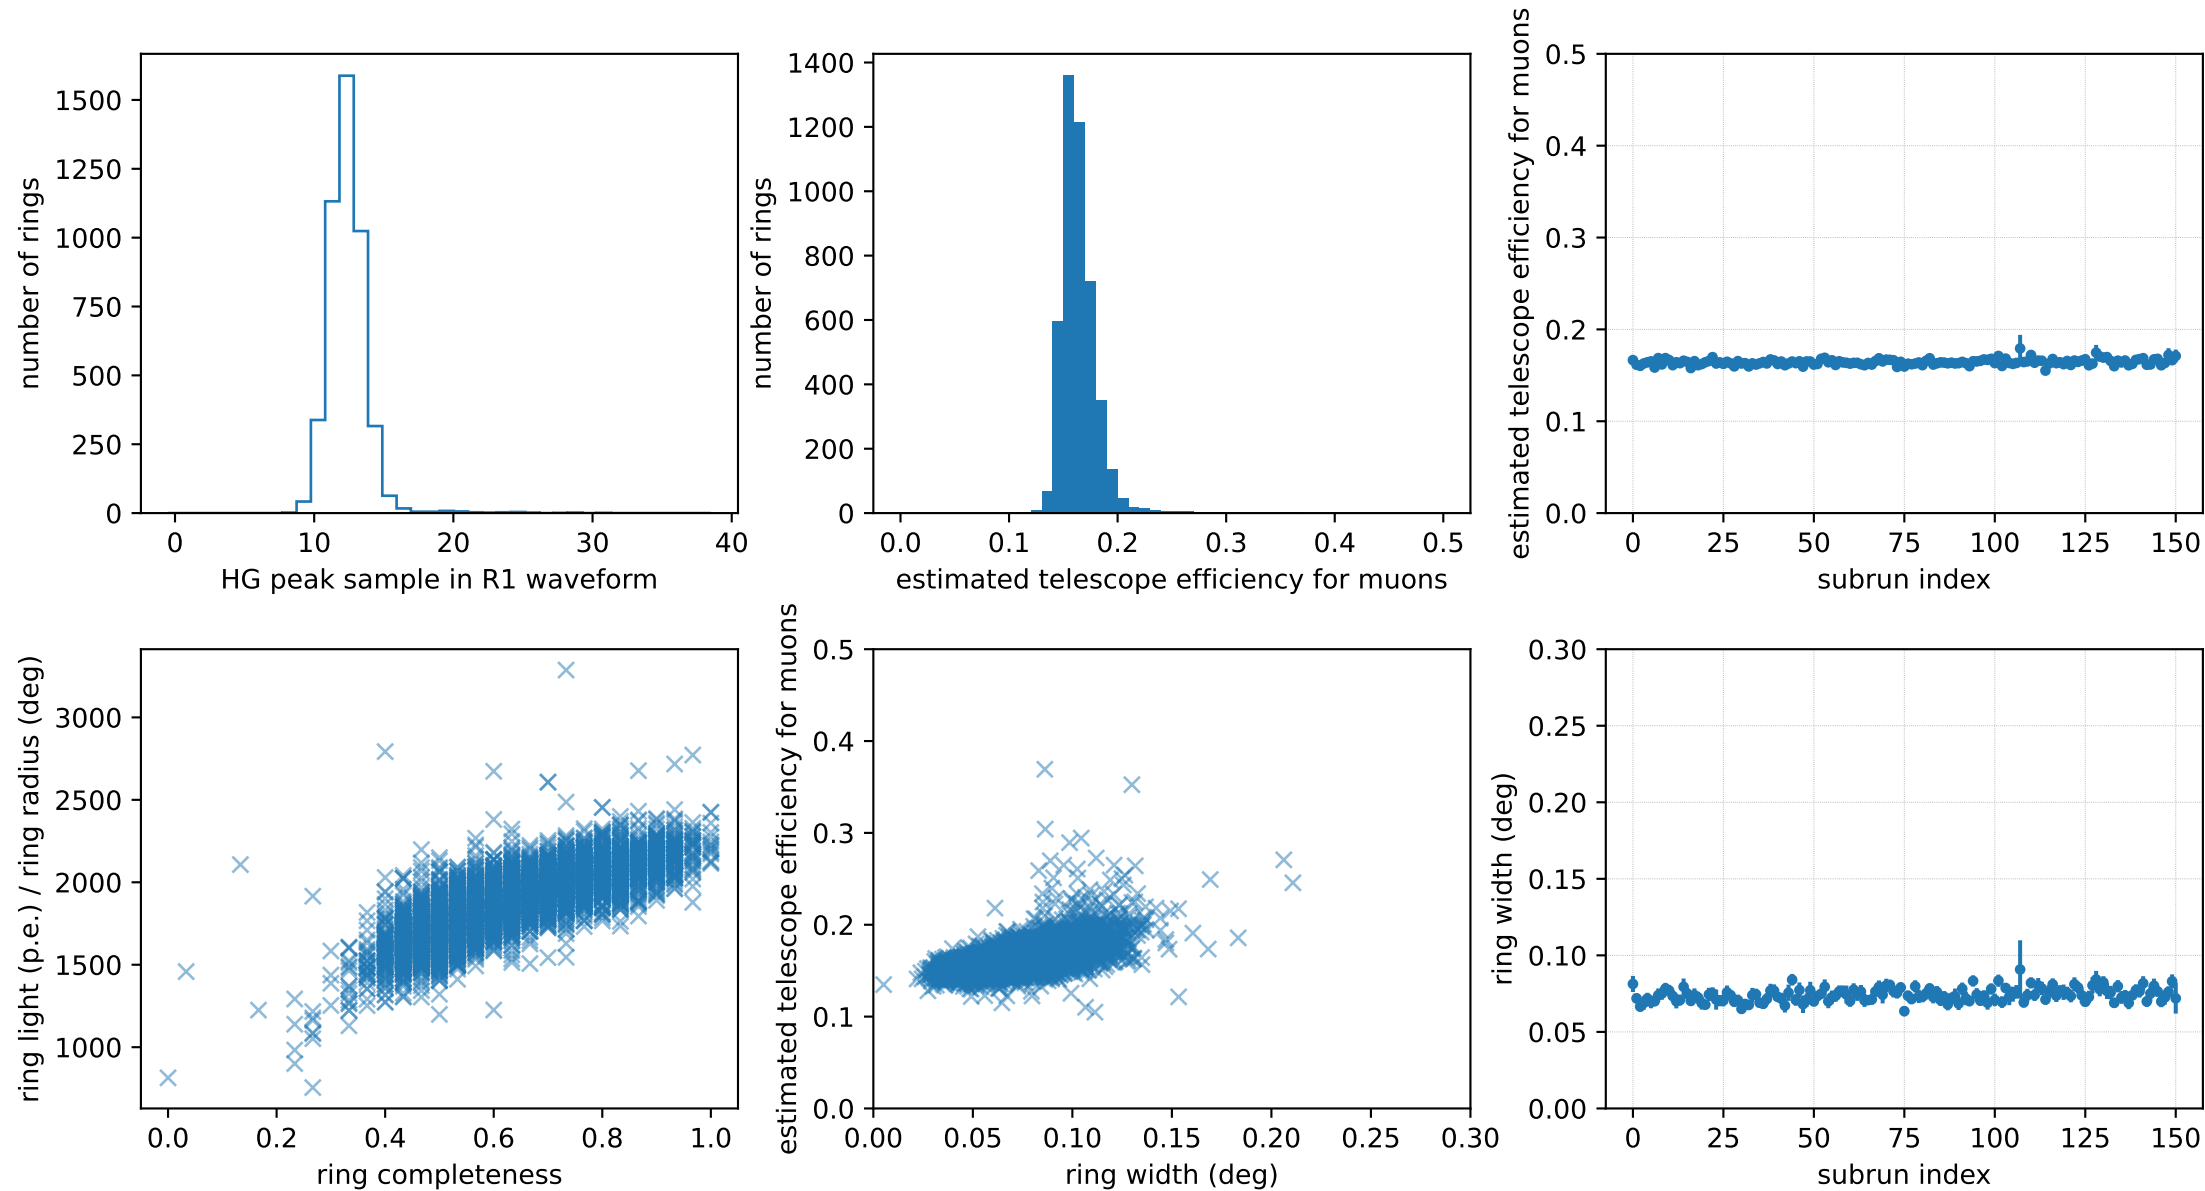 1500
1250
1000
750
500
250
0
number of rings
0 10 20 30 40
HG peak sample in R1 waveform
1400
1200
1000
800
600
400
200
0
number of rings
0.0 0.1 0.2 0.3 0.4 0.5
estimated telescope efficiency for muons
0.5
0.4
0.3
0.2
0.1
0.0
estimated telescope efficiency for muons
0 25 50 75 100 125 150
subrun index
3000
2500
2000
1500
1000
ring light (p.e.) / ring radius (deg)
0.0 0.2 0.4 0.6 0.8 1.0
ring completeness
0.5
0.4
0.3
0.2
0.1
0.0
estimated telescope efficiency for muons
0.00 0.05 0.10 0.15 0.20 0.25 0.30
ring width (deg)
0.30
0.25
0.20
0.15
0.10
0.05
0.00
ring width (deg)
0 25 50 75 100 125 150
subrun index